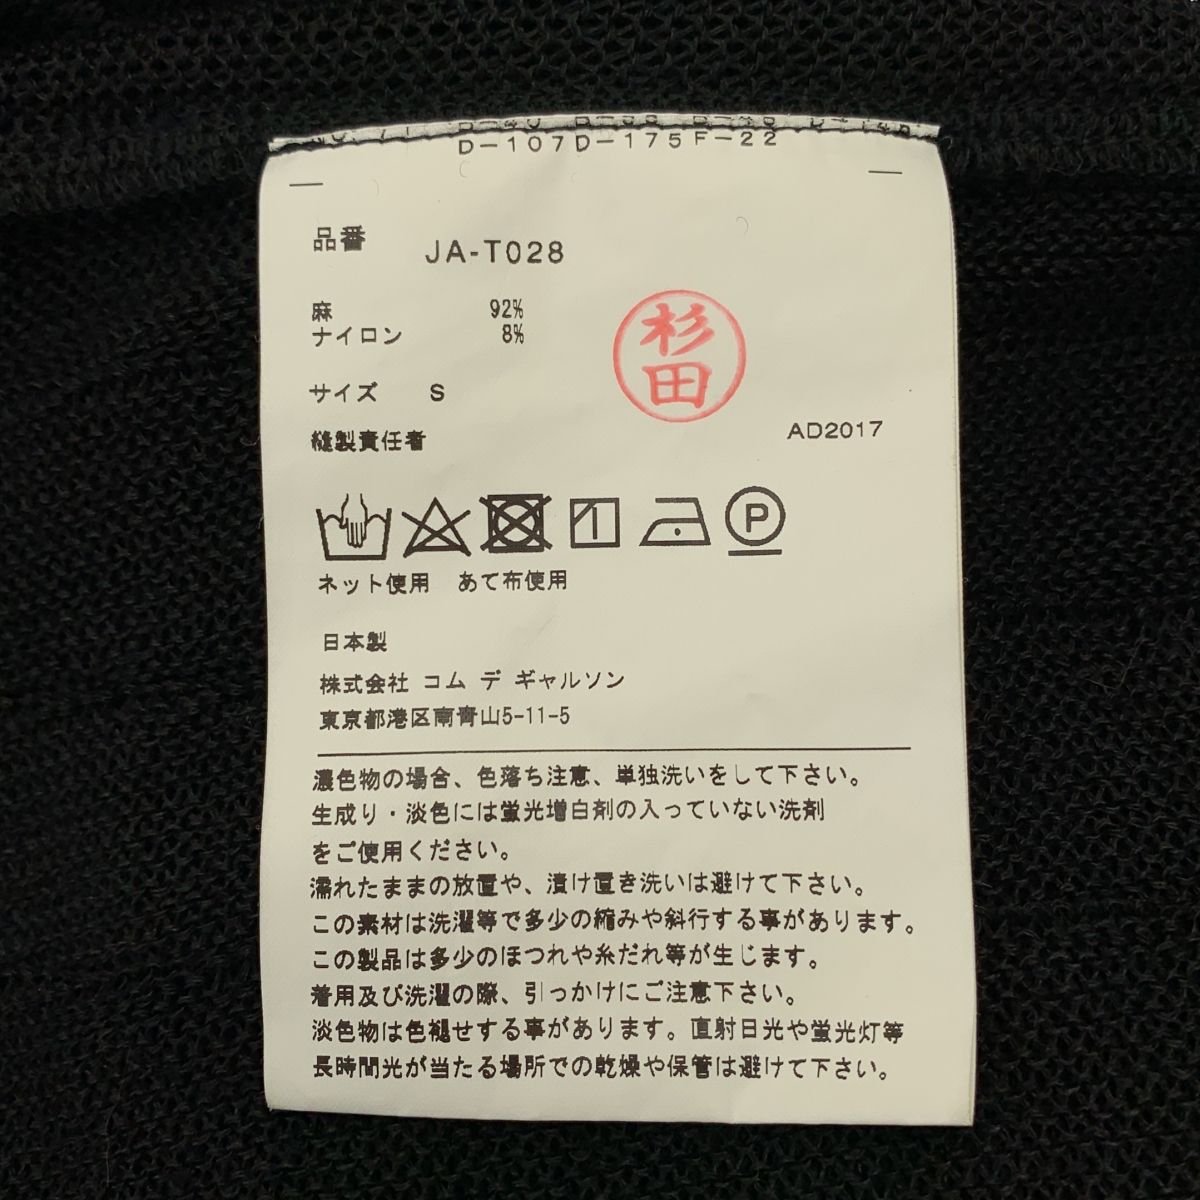 D-107D-175F-22
品番 JA-T028
麻 92%
ナイロン 8%
杉田
サイズ S
縫製責任者
AD2017
P
ネット使用 あて布使用
日本製
株式会社 コム デ ギャルソン
東京都港区南青山5-11-5
濃色物の場合、色落ち注意、単独洗いをして下さい。
生成り・淡色には蛍光増白剤の入っていない洗剤
をご使用ください。
濡れたままの放置や、漬け置き洗いは避けて下さい。
この素材は洗濯等で多少の縮みや斜行する事があります。
この製品は多少のほつれや糸だれ等が生じます。
着用及び洗濯の際、引っかけにご注意下さい。
淡色物は色褪せする事があります。直射日光や蛍光灯等
長時間光が当たる場所での乾燥や保管は避けて下さい。